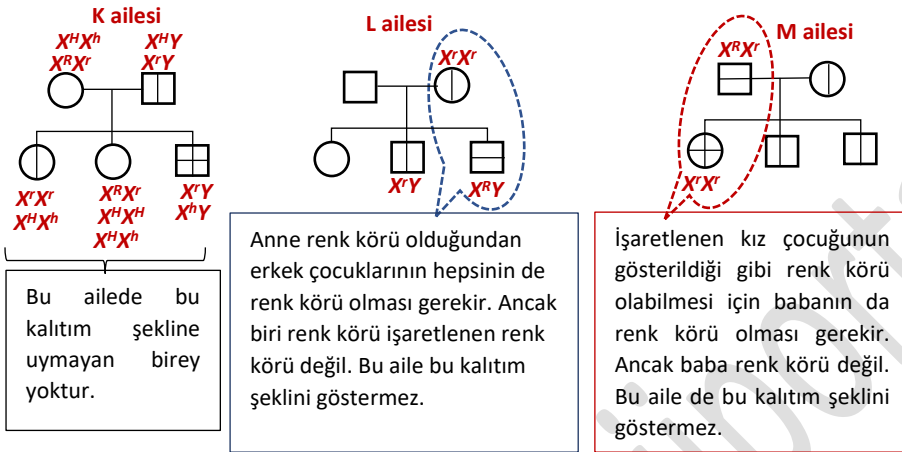 K ailesi
XᴴXʰ XᴴY
XᴿXʳ XʳY
XʳXʳ XᴿXʳ XʳY
XᴴXʰ XᴴXᴴ XʰY
XᴴXʰ
Bu ailede bu
kalıtım şekline
uymayan birey
yoktur.
L ailesi
XʳXʳ
XʳY XᴿY
Anne renk körü olduğundan
erkek çocuklarının hepsinin de
renk körü olması gerekir. Ancak
biri renk körü işaretlenen renk
körü değil. Bu aile bu kalıtım
şeklini göstermez.
M ailesi
XᴿXʳ
XʳXʳ
İşaretlenen kız çocuğunun
gösterildiği gibi renk körü
olabilmesi için babanın da
renk körü olması gerekir.
Ancak baba renk körü değil.
Bu aile de bu kalıtım şeklini
göstermez.